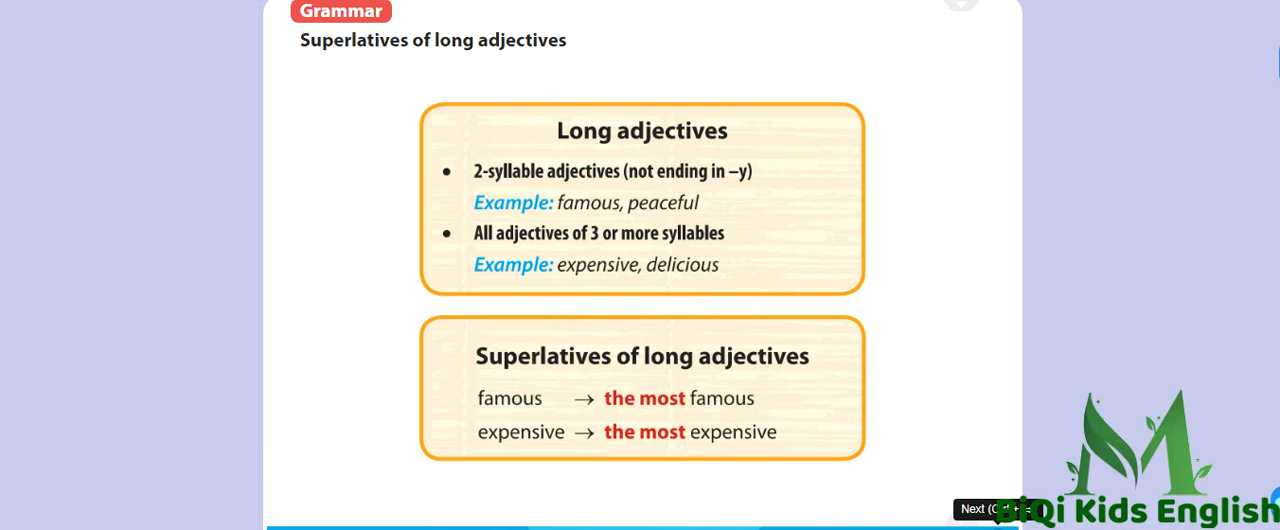 Grammar
Superlatives of long adjectives
Long adjectives
• 2-syllable adjectives (not ending in –y)
Example: famous, peaceful
• All adjectives of 3 or more syllables
Example: expensive, delicious
Superlatives of long adjectives
famous → the most famous
expensive → the most expensive
Next
BiQi Kids English